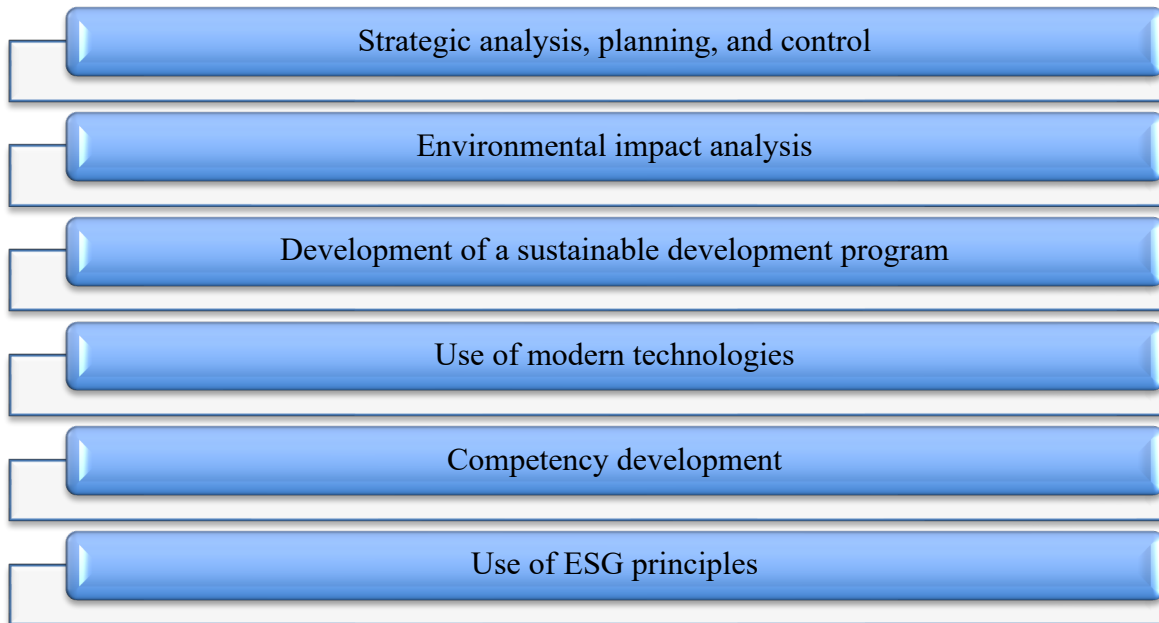 Strategic analysis, planning, and control
Environmental impact analysis
Development of a sustainable development program
Use of modern technologies
Competency development
Use of ESG principles